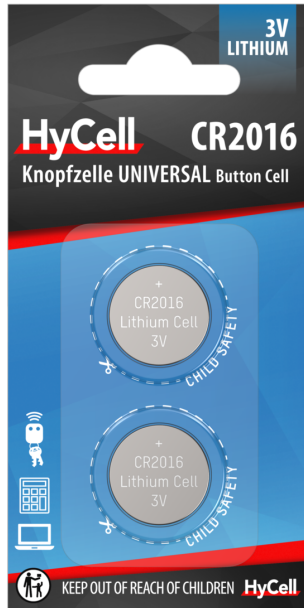 3V
LITHIUM
HyCell CR2016
Knopfzelle UNIVERSAL Button Cell
+
CR2016
Lithium Cell
3V
CHILD SAFETY
+
CR2016
Lithium Cell
3V
CHILD SAFETY
KEEP OUT OF REACH OF CHILDREN HyCell